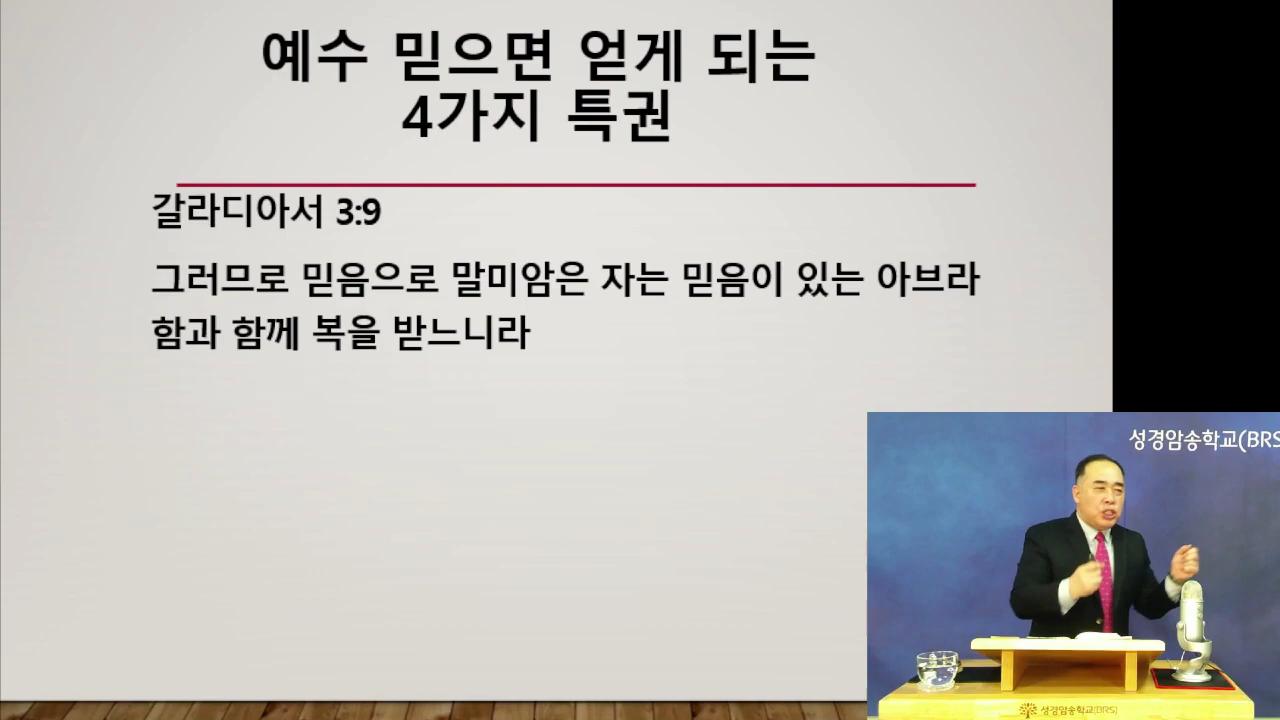 예수 믿으면 얻게 되는
4가지 특권
갈라디아서 3:9
그러므로 믿음으로 말미암은 자는 믿음이 있는 아브라
함과 함께 복을 받느니라
성경암송학교(BRS
성경암송학교(BRS)